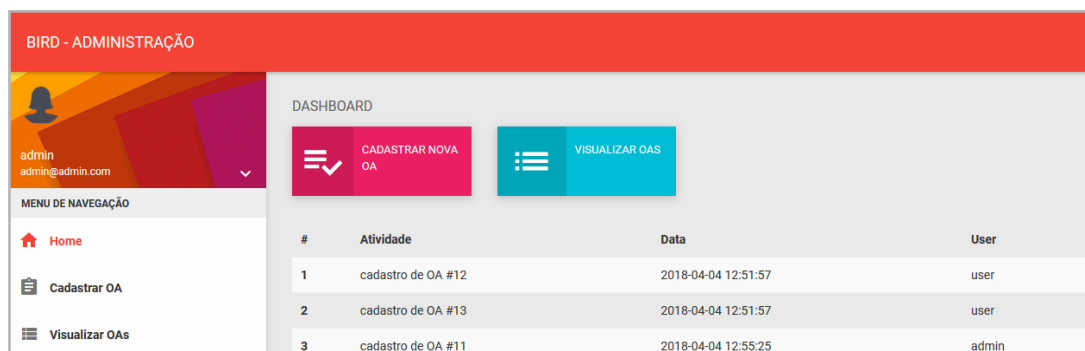 BIRD - ADMINISTRAÇÃO
admin
admin@admin.com
MENU DE NAVEGAÇÃO
Home
Cadastrar OA
Visualizar OAs
DASHBOARD
CADASTRAR NOVA
OA
VISUALIZAR OAS
# Atividade Data User
1 cadastro de OA #12 2018-04-04 12:51:57 user
2 cadastro de OA #13 2018-04-04 12:51:57 user
3 cadastro de OA #11 2018-04-04 12:55:25 admin